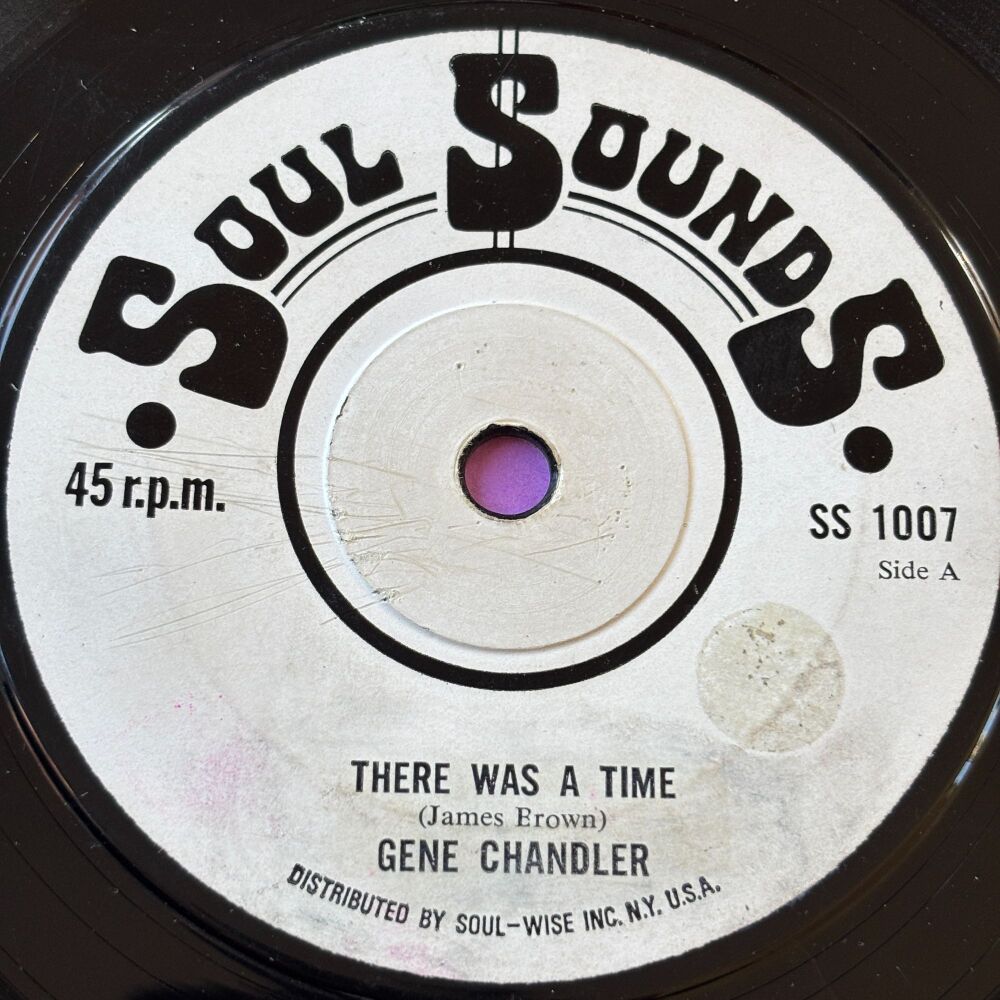 SOUL SOUNDS
45 r.p.m.
SS 1007
Side A
THERE WAS A TIME
(James Brown)
GENE CHANDLER
DISTRIBUTED BY SOUL-WISE INC. N.Y. U.S.A.